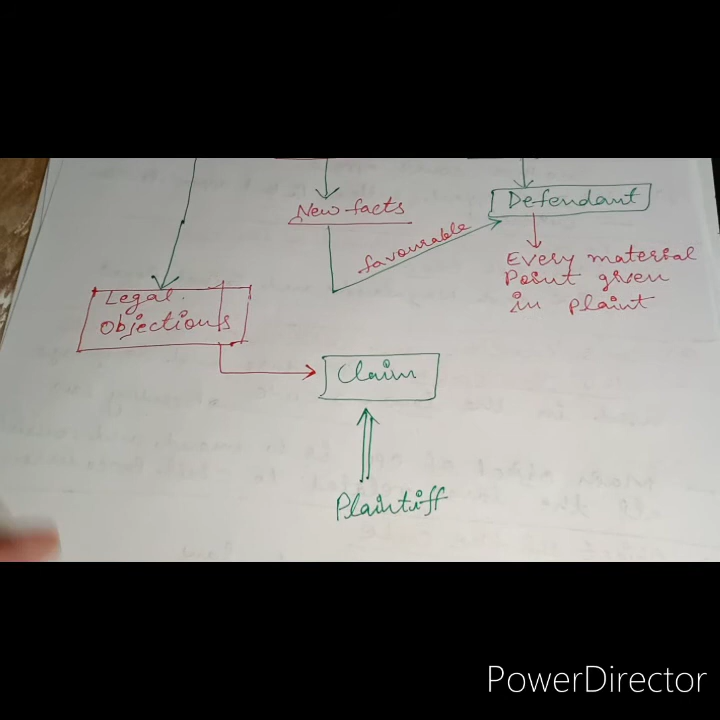 New facts
Defendant
favourable
Every material
Point given
in plaint
Legal
Objections
Claim
Plaintiff
PowerDirector